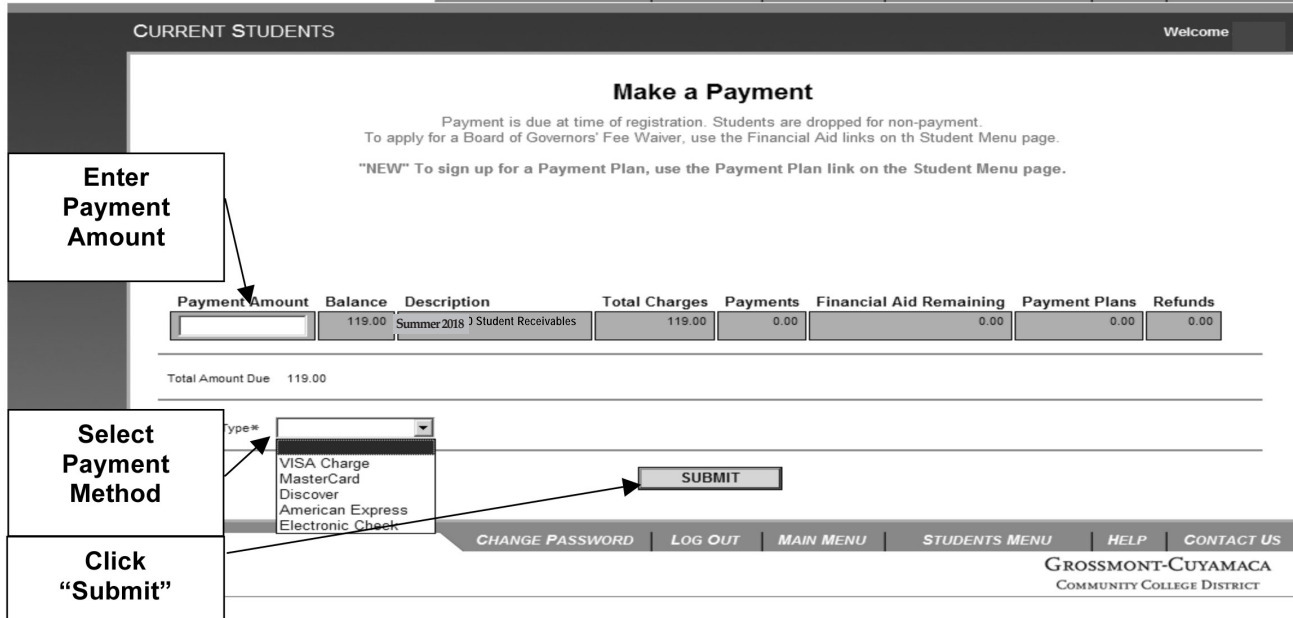 CURRENT STUDENTS
Welcome
Make a Payment
Payment is due at time of registration. Students are dropped for non-payment.
To apply for a Board of Governors' Fee Waiver, use the Financial Aid links on th Student Menu page.
"NEW" To sign up for a Payment Plan, use the Payment Plan link on the Student Menu page.
Enter
Payment
Amount
Payment Amount Balance Description Total Charges Payments Financial Aid Remaining Payment Plans Refunds
119.00 Summer 2018 Student Receivables 119.00 0.00 0.00 0.00 0.00
Total Amount Due 119.00
Select
Payment
Method
Type*
VISA Charge
MasterCard
Discover
American Express
Electronic Check
SUBMIT
Click
“Submit”
CHANGE PASSWORD LOG OUT MAIN MENU STUDENTS MENU HELP CONTACT US
GROSSMONT-CUYAMACA
COMMUNITY COLLEGE DISTRICT